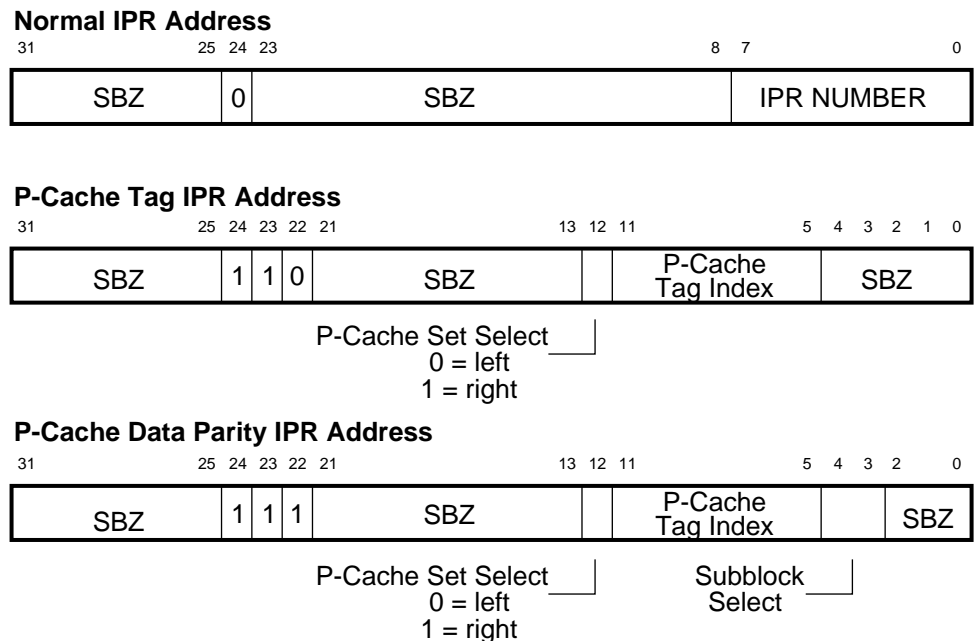 Normal IPR Address
31 25 24 23 8 7 0
SBZ 0 SBZ IPR NUMBER
P-Cache Tag IPR Address
31 25 24 23 22 21 13 12 11 5 4 3 2 1 0
SBZ 1 1 0 SBZ P-Cache Tag Index SBZ
P-Cache Set Select
0 = left
1 = right
P-Cache Data Parity IPR Address
31 25 24 23 22 21 13 12 11 5 4 3 2 0
SBZ 1 1 1 SBZ P-Cache Tag Index SBZ
P-Cache Set Select
0 = left
1 = right
Subblock
Select